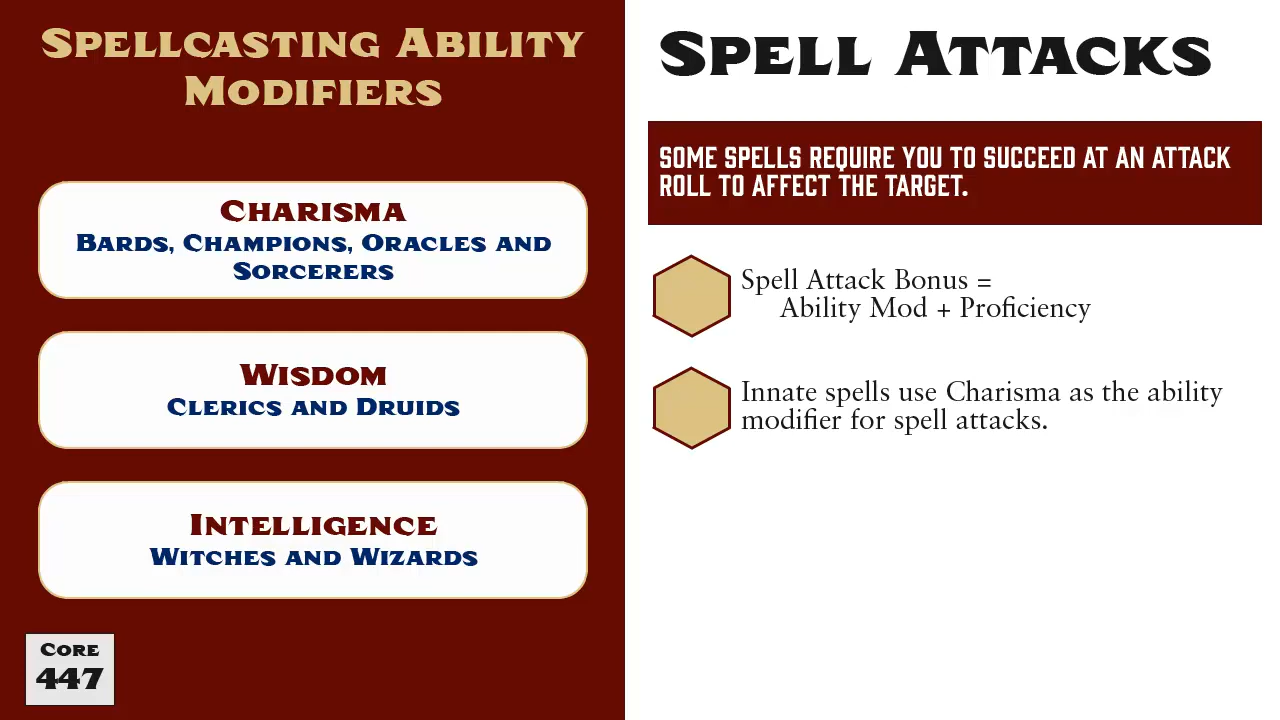 Spellcasting Ability
Modifiers
Charisma
Bards, Champions, Oracles and
Sorcerers
Wisdom
Clerics and Druids
Intelligence
Witches and Wizards
Core
447
Spell Attacks
SOME SPELLS REQUIRE YOU TO SUCCEED AT AN ATTACK
ROLL TO AFFECT THE TARGET.
Spell Attack Bonus =
Ability Mod + Proficiency
Innate spells use Charisma as the ability
modifier for spell attacks.